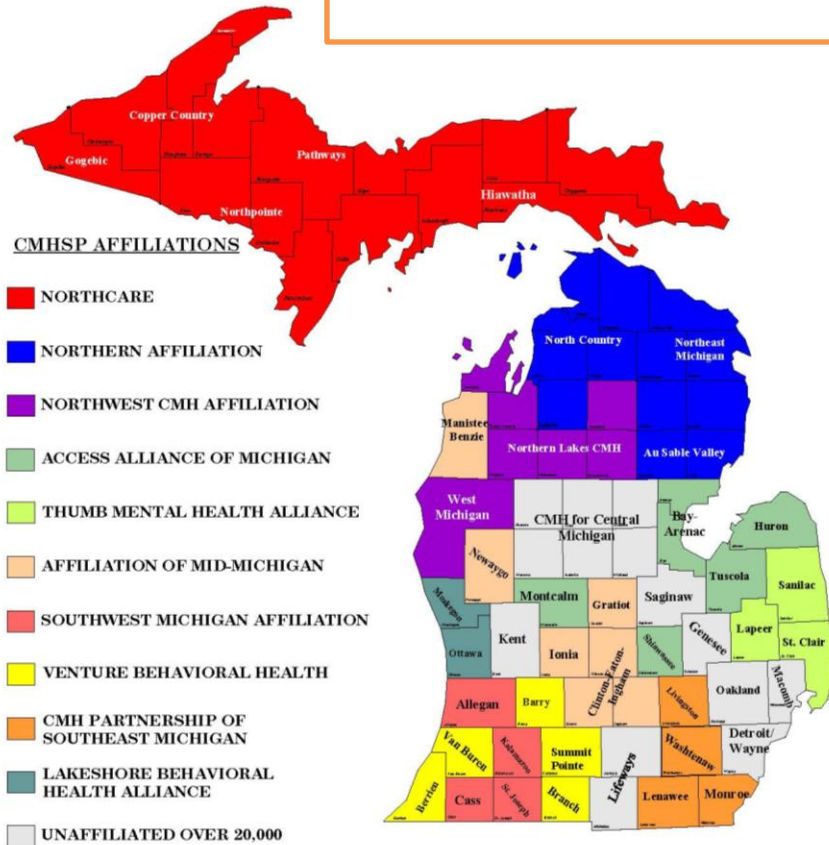 Copper Country
Gogebic
Pathways
Northpointe
Hiawatha
CMHSP AFFILIATIONS
NORTHCARE
NORTHERN AFFILIATION
NORTHWEST CMH AFFILIATION
ACCESS ALLIANCE OF MICHIGAN
THUMB MENTAL HEALTH ALLIANCE
AFFILIATION OF MID-MICHIGAN
SOUTHWEST MICHIGAN AFFILIATION
VENTURE BEHAVIORAL HEALTH
CMH PARTNERSHIP OF
SOUTHEAST MICHIGAN
LAKESHORE BEHAVIORAL
HEALTH ALLIANCE
UNAFFILIATED OVER 20,000
North Country
Northeast
Michigan
Manistee
Benzie
Northern Lakes CMH
Au Sable Valley
West
Michigan
CMH for Central
Michigan
Bay-
Arenac
Huron
Newaygo
Montcalm
Gratiot
Saginaw
Tuscola
Sanilac
Muskegon
Ottawa
Kent
Ionia
Clinton-Eaton-
Ingham
Shiawassee
Genesee
Lapeer
St. Clair
Allegan
Barry
Livingston
Oakland
Macomb
Van Buren
Kalamazoo
Summit
Pointe
Lifeways
Washtenaw
Detroit/
Wayne
Berrien
Cass
St. Joseph
Branch
Lenawee
Monroe